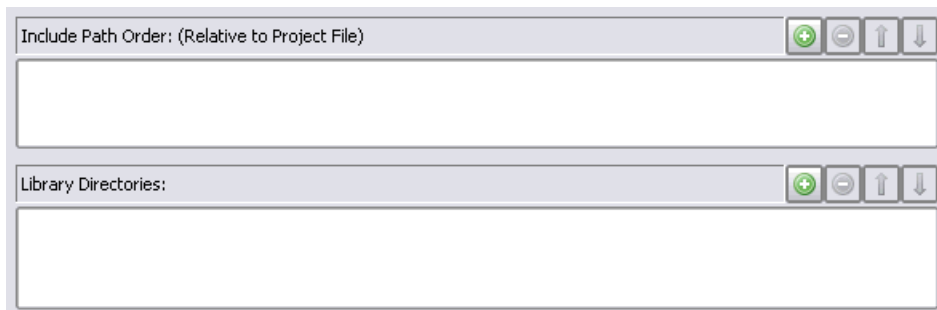 Include Path Order: (Relative to Project File)
Library Directories: